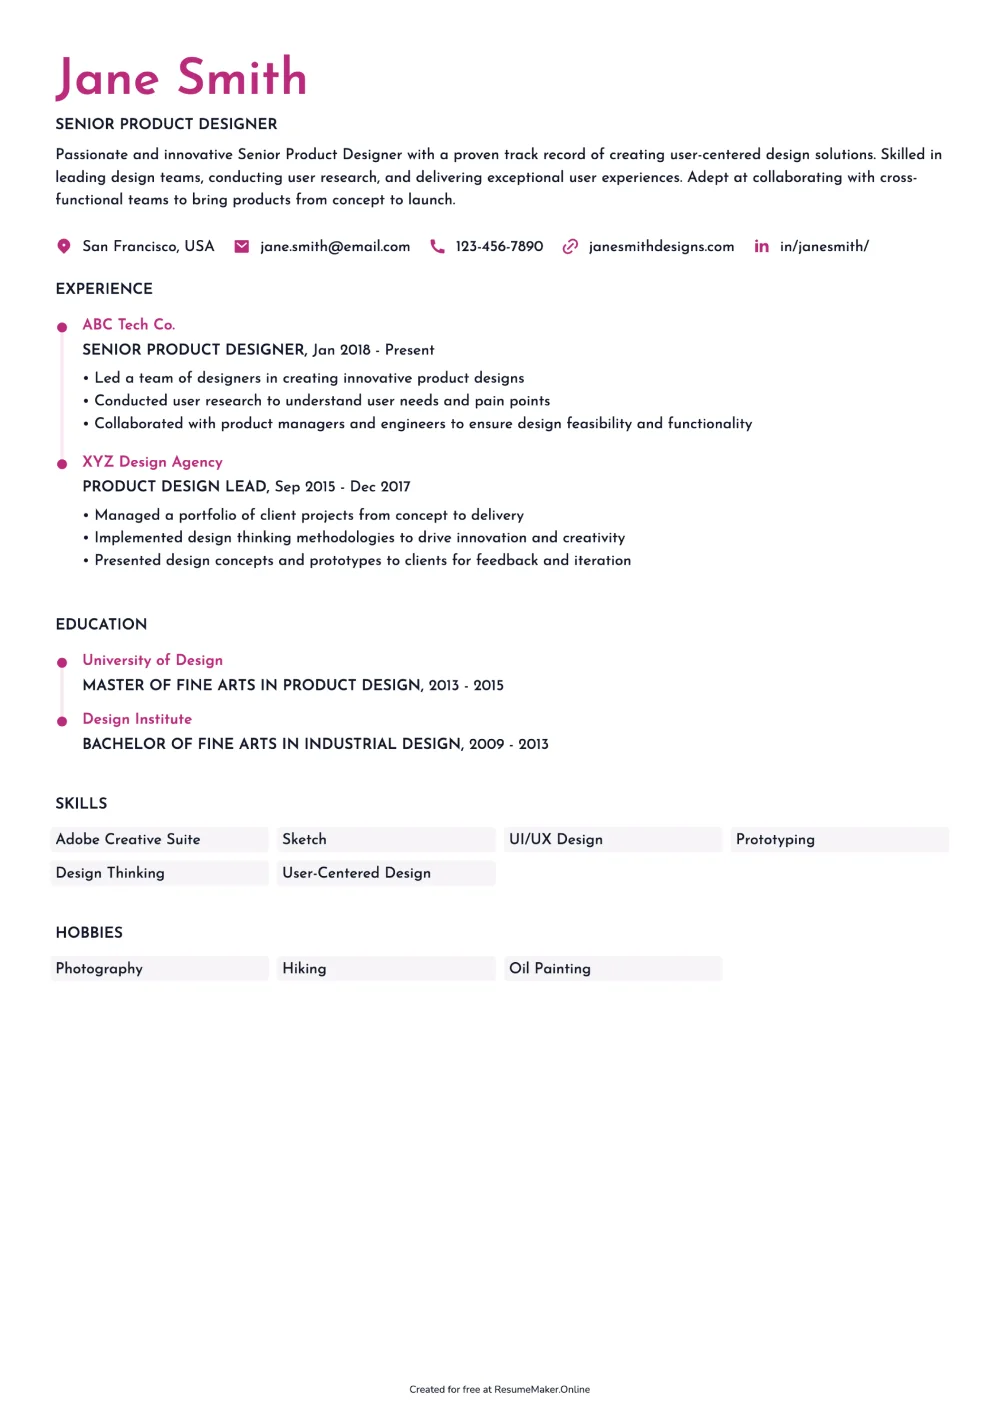 Jane Smith
SENIOR PRODUCT DESIGNER
Passionate and innovative Senior Product Designer with a proven track record of creating user-centered design solutions. Skilled in
leading design teams, conducting user research, and delivering exceptional user experiences. Adept at collaborating with cross-
functional teams to bring products from concept to launch.
San Francisco, USA jane.smith@email.com 123-456-7890 janesmithdesigns.com in in/janesmith/
EXPERIENCE
ABC Tech Co.
SENIOR PRODUCT DESIGNER, Jan 2018 - Present
• Led a team of designers in creating innovative product designs
• Conducted user research to understand user needs and pain points
• Collaborated with product managers and engineers to ensure design feasibility and functionality
XYZ Design Agency
PRODUCT DESIGN LEAD, Sep 2015 - Dec 2017
• Managed a portfolio of client projects from concept to delivery
• Implemented design thinking methodologies to drive innovation and creativity
• Presented design concepts and prototypes to clients for feedback and iteration
EDUCATION
University of Design
MASTER OF FINE ARTS IN PRODUCT DESIGN, 2013 - 2015
Design Institute
BACHELOR OF FINE ARTS IN INDUSTRIAL DESIGN, 2009 - 2013
SKILLS
Adobe Creative Suite Sketch UI/UX Design Prototyping
Design Thinking User-Centered Design
HOBBIES
Photography Hiking Oil Painting
Created for free at ResumeMaker.Online